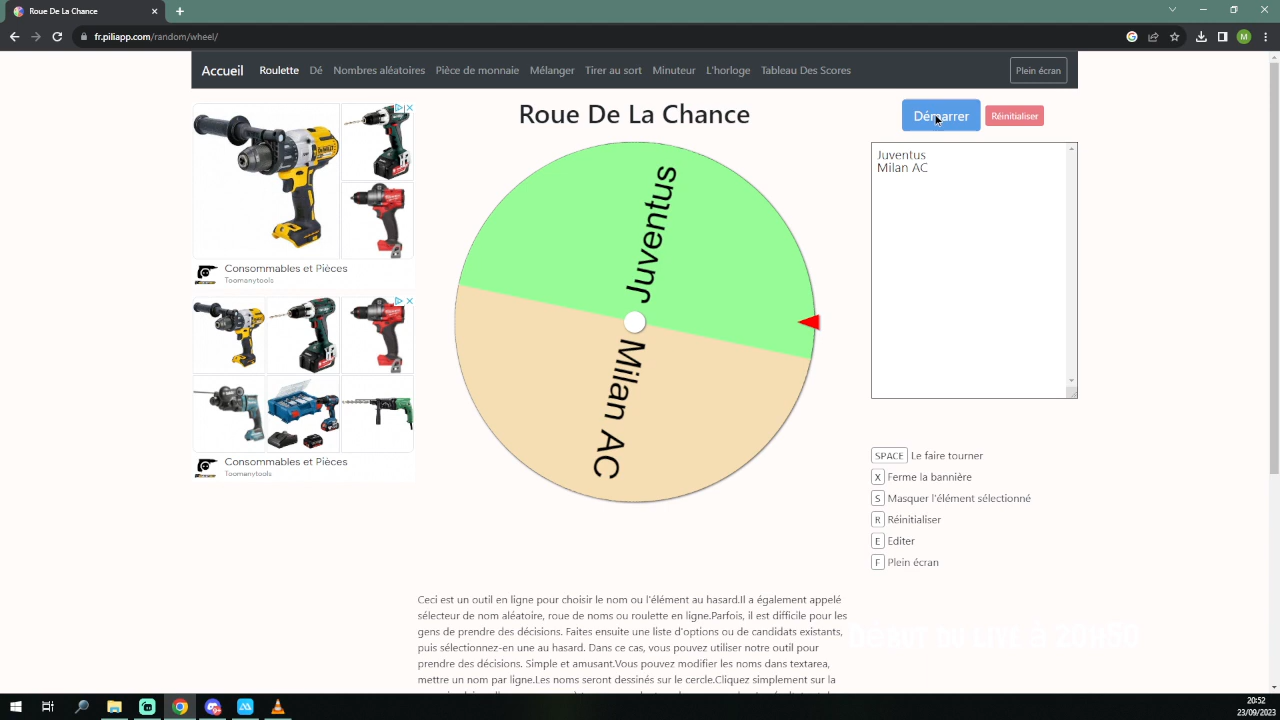 Roue De La Chance
fr.piliapp.com/random/wheel/
M
Accueil Roulette Dé Nombres aléatoires Pièce de monnaie Mélanger Tirer au sort Minuteur L'horloge Tableau Des Scores Plein écran
Roue De La Chance
Démarrer Réinitialiser
Juventus
Milan AC
Juventus
Milan AC
Consommables et Pièces
Toomanytools
Consommables et Pièces
Toomanytools
SPACE Le faire tourner
X Ferme la bannière
S Masquer l'élément sélectionné
R Réinitialiser
E Editer
F Plein écran
Ceci est un outil en ligne pour choisir le nom ou l'élément au hasard.Il a également appelé
sélecteur de nom aléatoire, roue de noms ou roulette en ligne.Parfois, il est difficile pour les
gens de prendre des décisions. Faites ensuite une liste d'options ou de candidats existants,
puis sélectionnez-en une au hasard. Dans ce cas, vous pouvez utiliser notre outil pour
prendre des décisions. Simple et amusant.Vous pouvez modifier les noms dans textarea,
mettre un nom par ligne.Les noms seront dessinés sur le cercle.Cliquez simplement sur la
DÉBUT DU LIVE à 20H50
20:52
23/09/2023